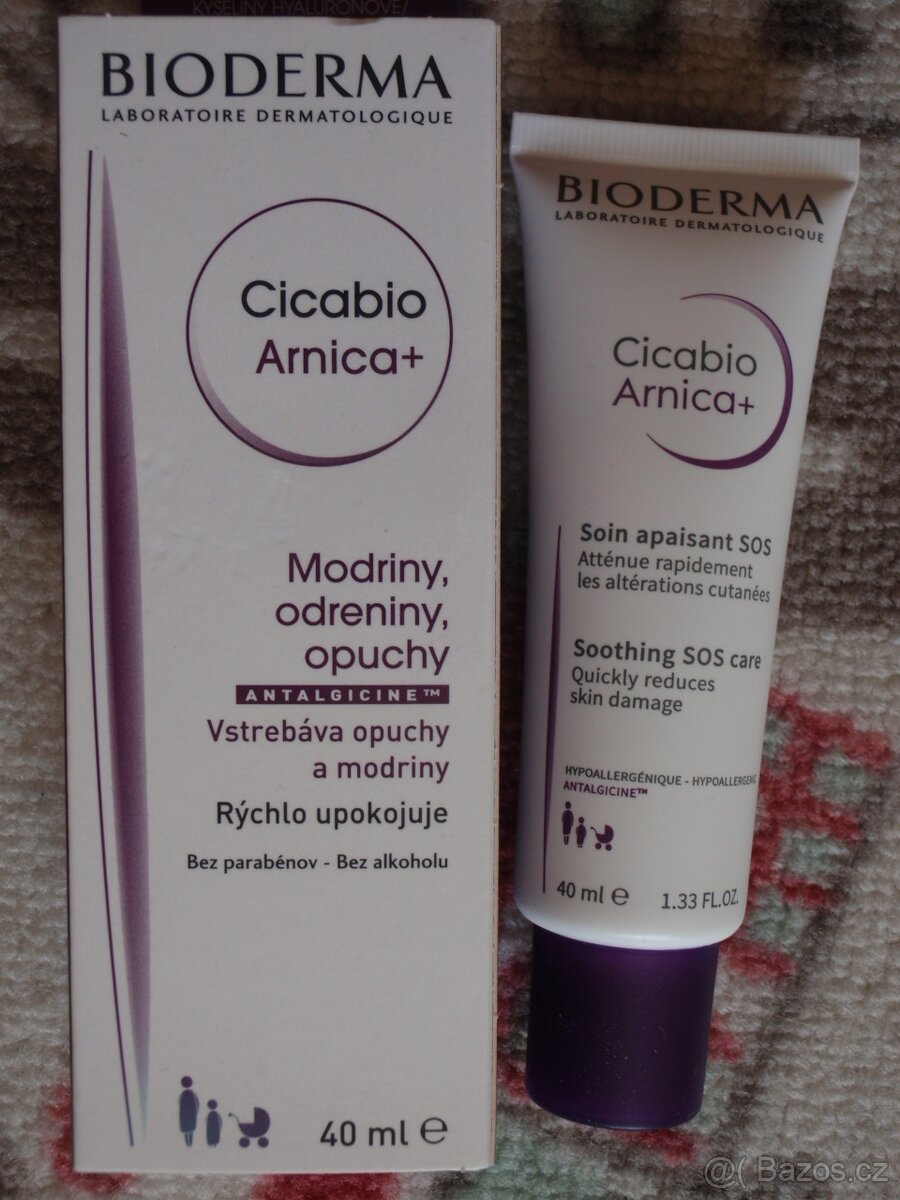 KYSELINY HYALURONOVEJ
BIODERMA
LABORATOIRE DERMATOLOGIQUE
Cicabio
Arnica+
Modriny,
odreniny,
opuchy
ANTALGICINE™
Vstrebáva opuchy
a modriny
Rýchlo upokojuje
Bez parabénov - Bez alkoholu
40 ml ℮
BIODERMA
LABORATOIRE DERMATOLOGIQUE
Cicabio
Arnica+
Soin apaisant SOS
Atténue rapidement
les altérations cutanées
Soothing SOS care
Quickly reduces
skin damage
HYPOALLERGÉNIQUE - HYPOALLERGENIC
ANTALGICINE™
40 ml ℮ 1.33 FL.OZ.
@( Bazos.cz